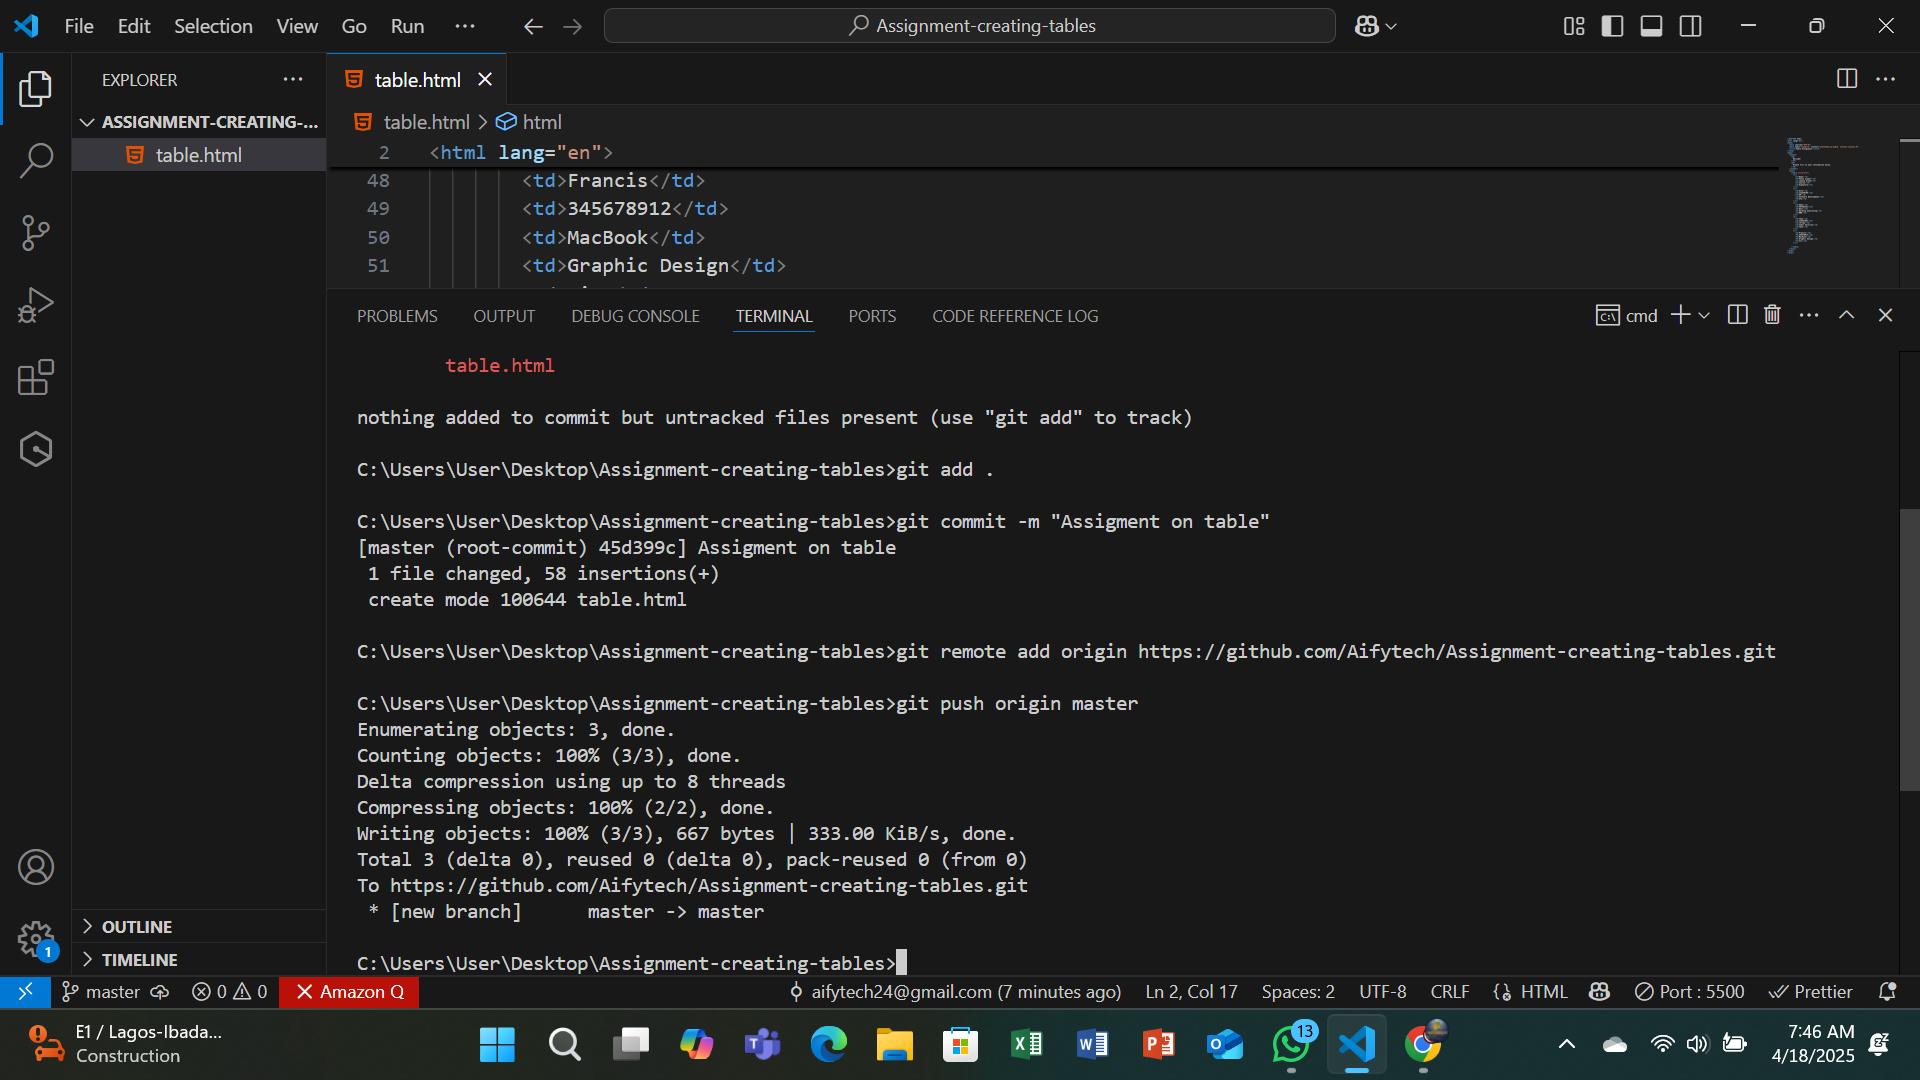 File Edit Selection View Go Run
Assignment-creating-tables
EXPLORER
table.html
ASSIGNMENT-CREATING-...
table.html
table.html > html
2 <html lang="en">
48 <td>Francis</td>
49 <td>345678912</td>
50 <td>MacBook</td>
51 <td>Graphic Design</td>
PROBLEMS OUTPUT DEBUG CONSOLE TERMINAL PORTS CODE REFERENCE LOG
cmd
table.html
nothing added to commit but untracked files present (use "git add" to track)
C:\Users\User\Desktop\Assignment-creating-tables>git add .
C:\Users\User\Desktop\Assignment-creating-tables>git commit -m "Assigment on table"
[master (root-commit) 45d399c] Assigment on table
1 file changed, 58 insertions(+)
create mode 100644 table.html
C:\Users\User\Desktop\Assignment-creating-tables>git remote add origin https://github.com/Aifytech/Assignment-creating-tables.git
C:\Users\User\Desktop\Assignment-creating-tables>git push origin master
Enumerating objects: 3, done.
Counting objects: 100% (3/3), done.
Delta compression using up to 8 threads
Compressing objects: 100% (2/2), done.
Writing objects: 100% (3/3), 667 bytes | 333.00 KiB/s, done.
Total 3 (delta 0), reused 0 (delta 0), pack-reused 0 (from 0)
To https://github.com/Aifytech/Assignment-creating-tables.git
* [new branch] master -> master
C:\Users\User\Desktop\Assignment-creating-tables>
OUTLINE
TIMELINE
1
master 0 0 Amazon Q aifytech24@gmail.com (7 minutes ago) Ln 2, Col 17 Spaces: 2 UTF-8 CRLF HTML Port : 5500 Prettier
E1 / Lagos-Ibada...
Construction
13
7:46 AM
4/18/2025